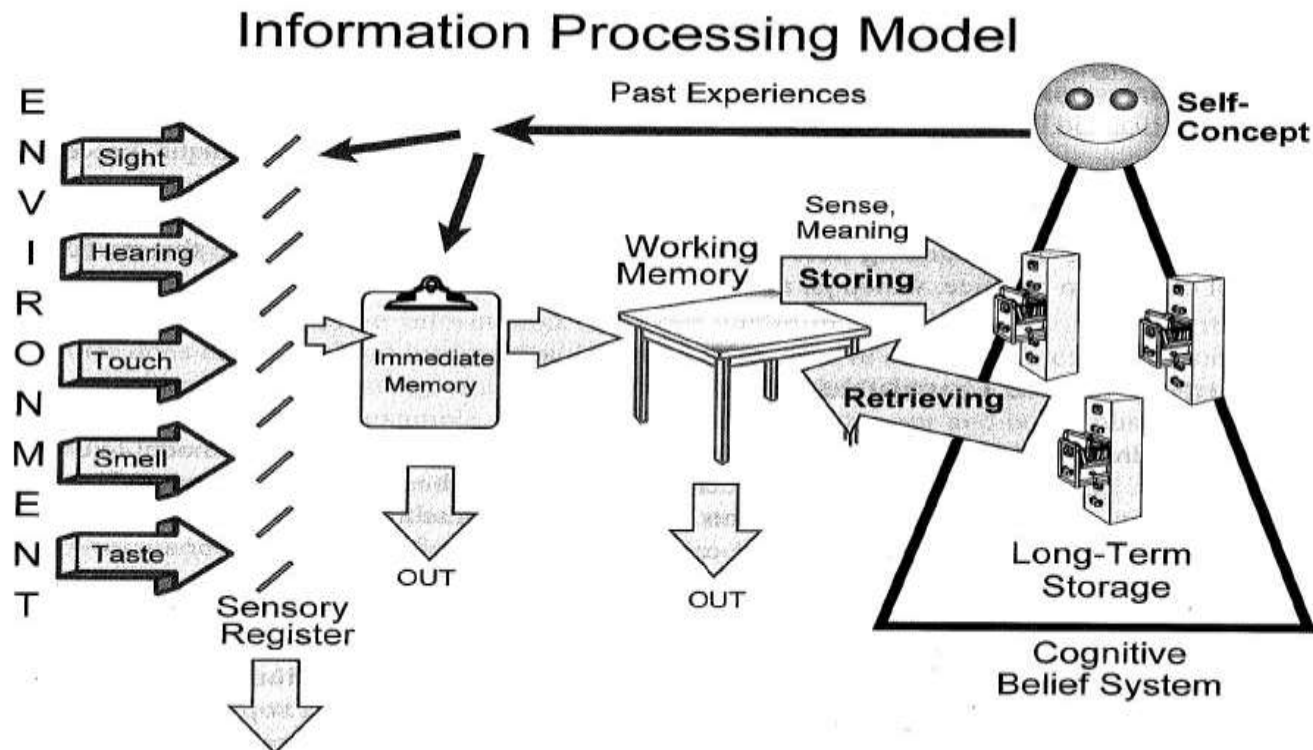 Information Processing Model
ENVIRONMENT
Sight
Hearing
Touch
Smell
Taste
Sensory
Register
Past Experiences
Immediate
Memory
OUT
Working
Memory
OUT
Sense,
Meaning
Storing
Retrieving
Self-
Concept
Long-Term
Storage
Cognitive
Belief System